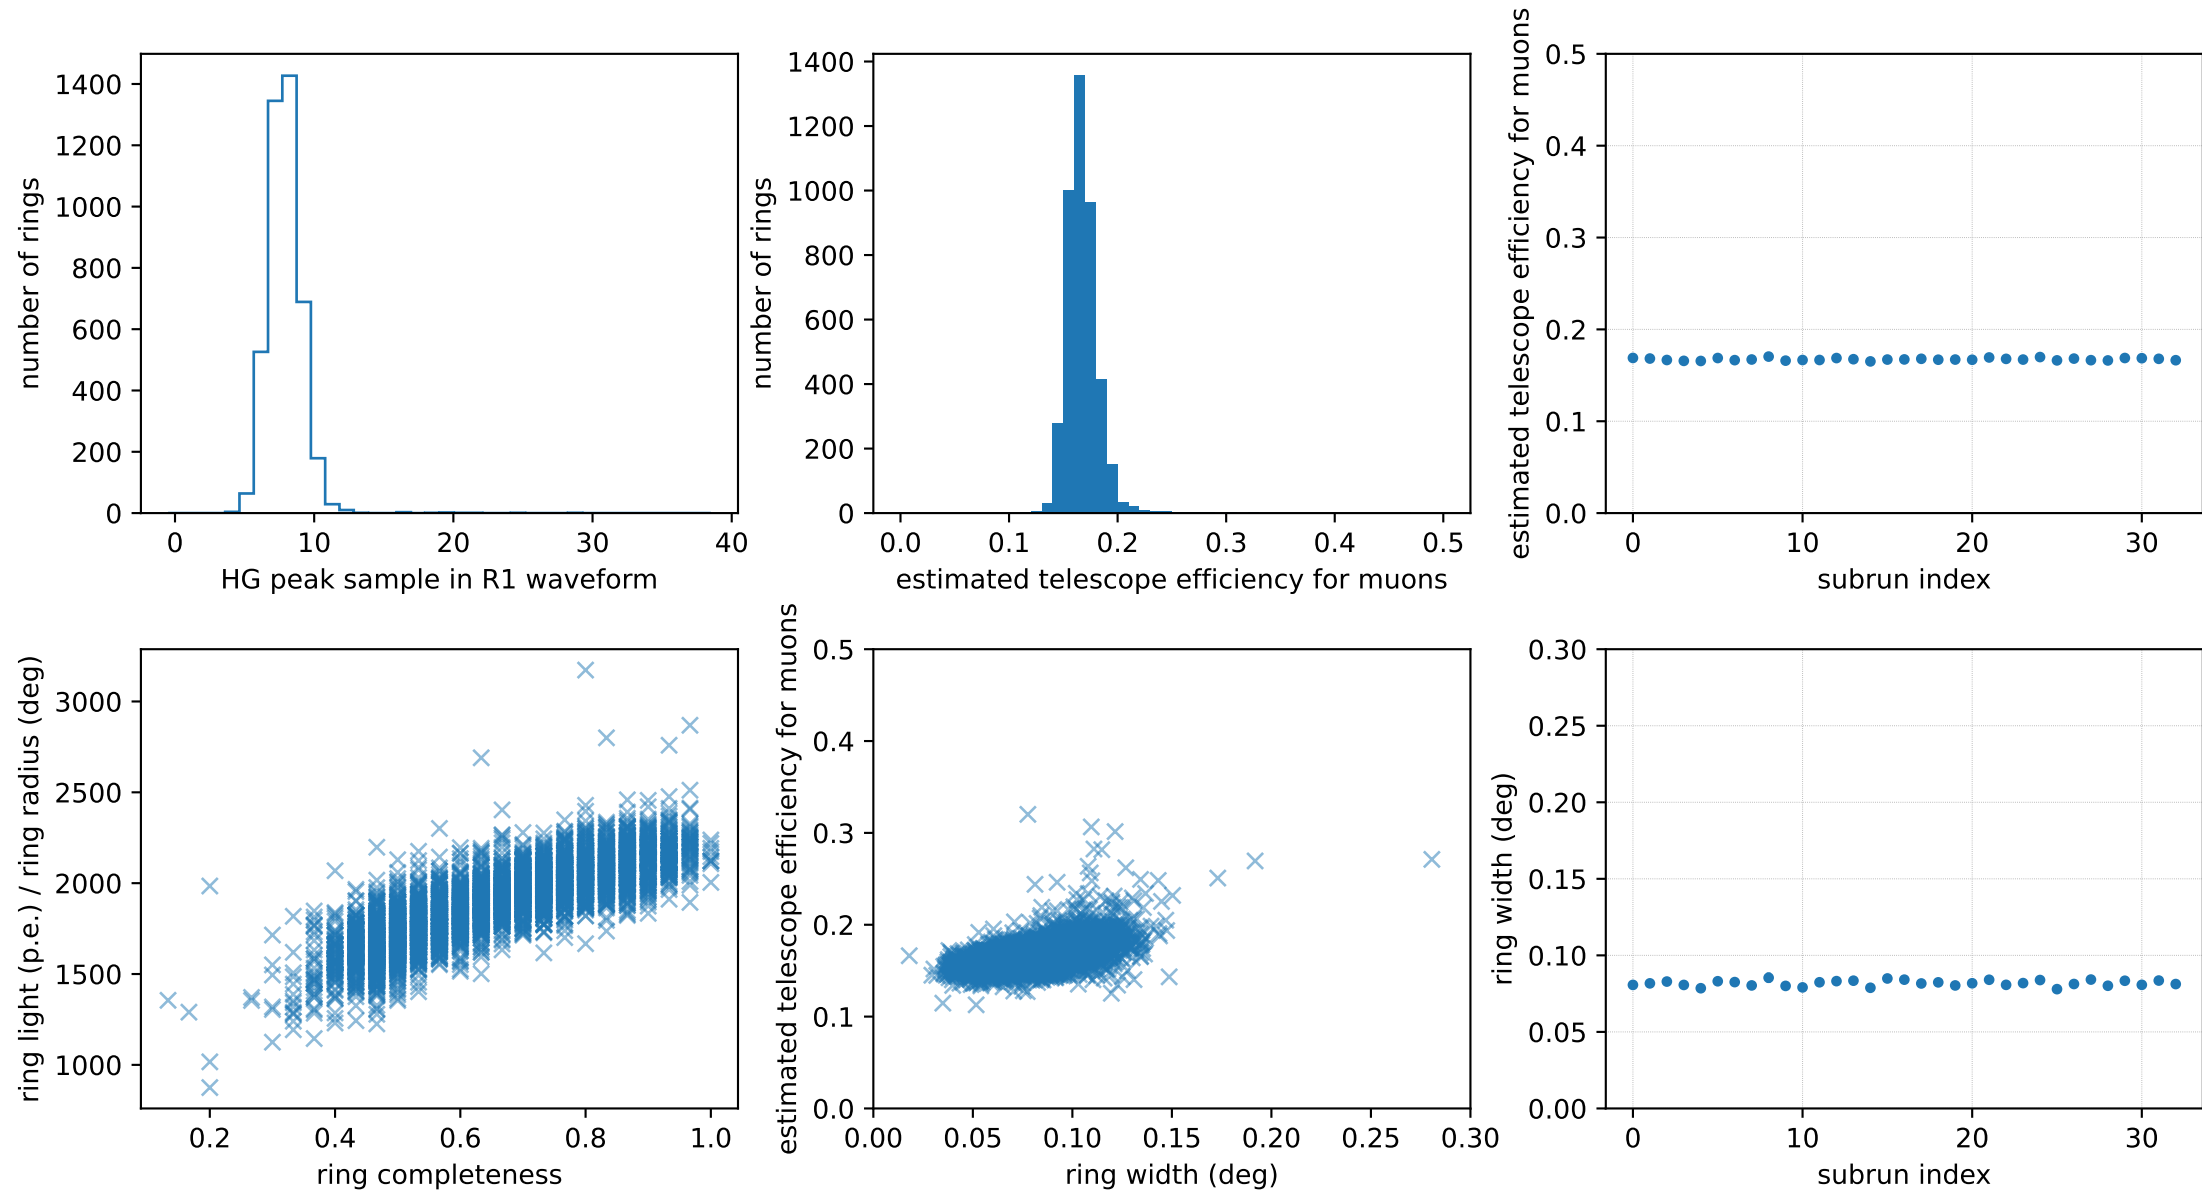 number of rings
1400
1200
1000
800
600
400
200
0
0 10 20 30 40
HG peak sample in R1 waveform
number of rings
1400
1200
1000
800
600
400
200
0
0.0 0.1 0.2 0.3 0.4 0.5
estimated telescope efficiency for muons
estimated telescope efficiency for muons
0.5
0.4
0.3
0.2
0.1
0.0
0 10 20 30
subrun index
ring light (p.e.) / ring radius (deg)
3000
2500
2000
1500
1000
0.2 0.4 0.6 0.8 1.0
ring completeness
estimated telescope efficiency for muons
0.5
0.4
0.3
0.2
0.1
0.0
0.00 0.05 0.10 0.15 0.20 0.25 0.30
ring width (deg)
ring width (deg)
0.30
0.25
0.20
0.15
0.10
0.05
0.00
0 10 20 30
subrun index